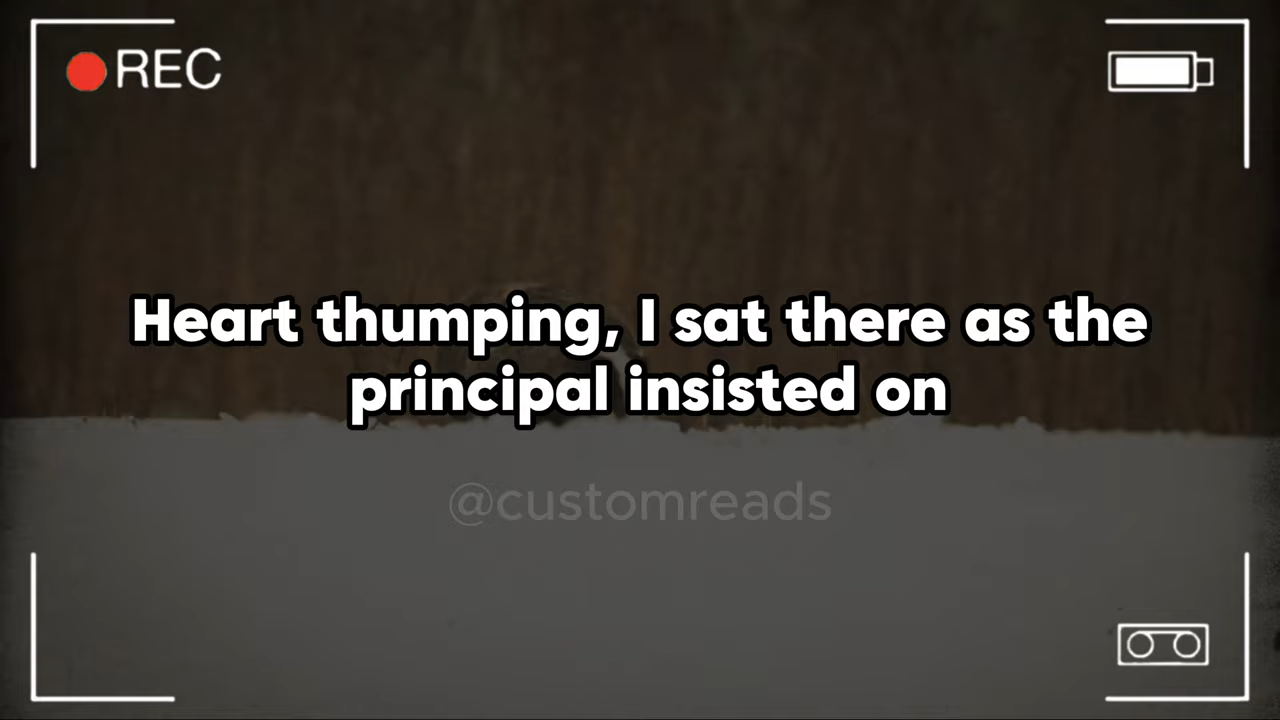 REC
Heart thumping, I sat there as the
principal insisted on
@customreads